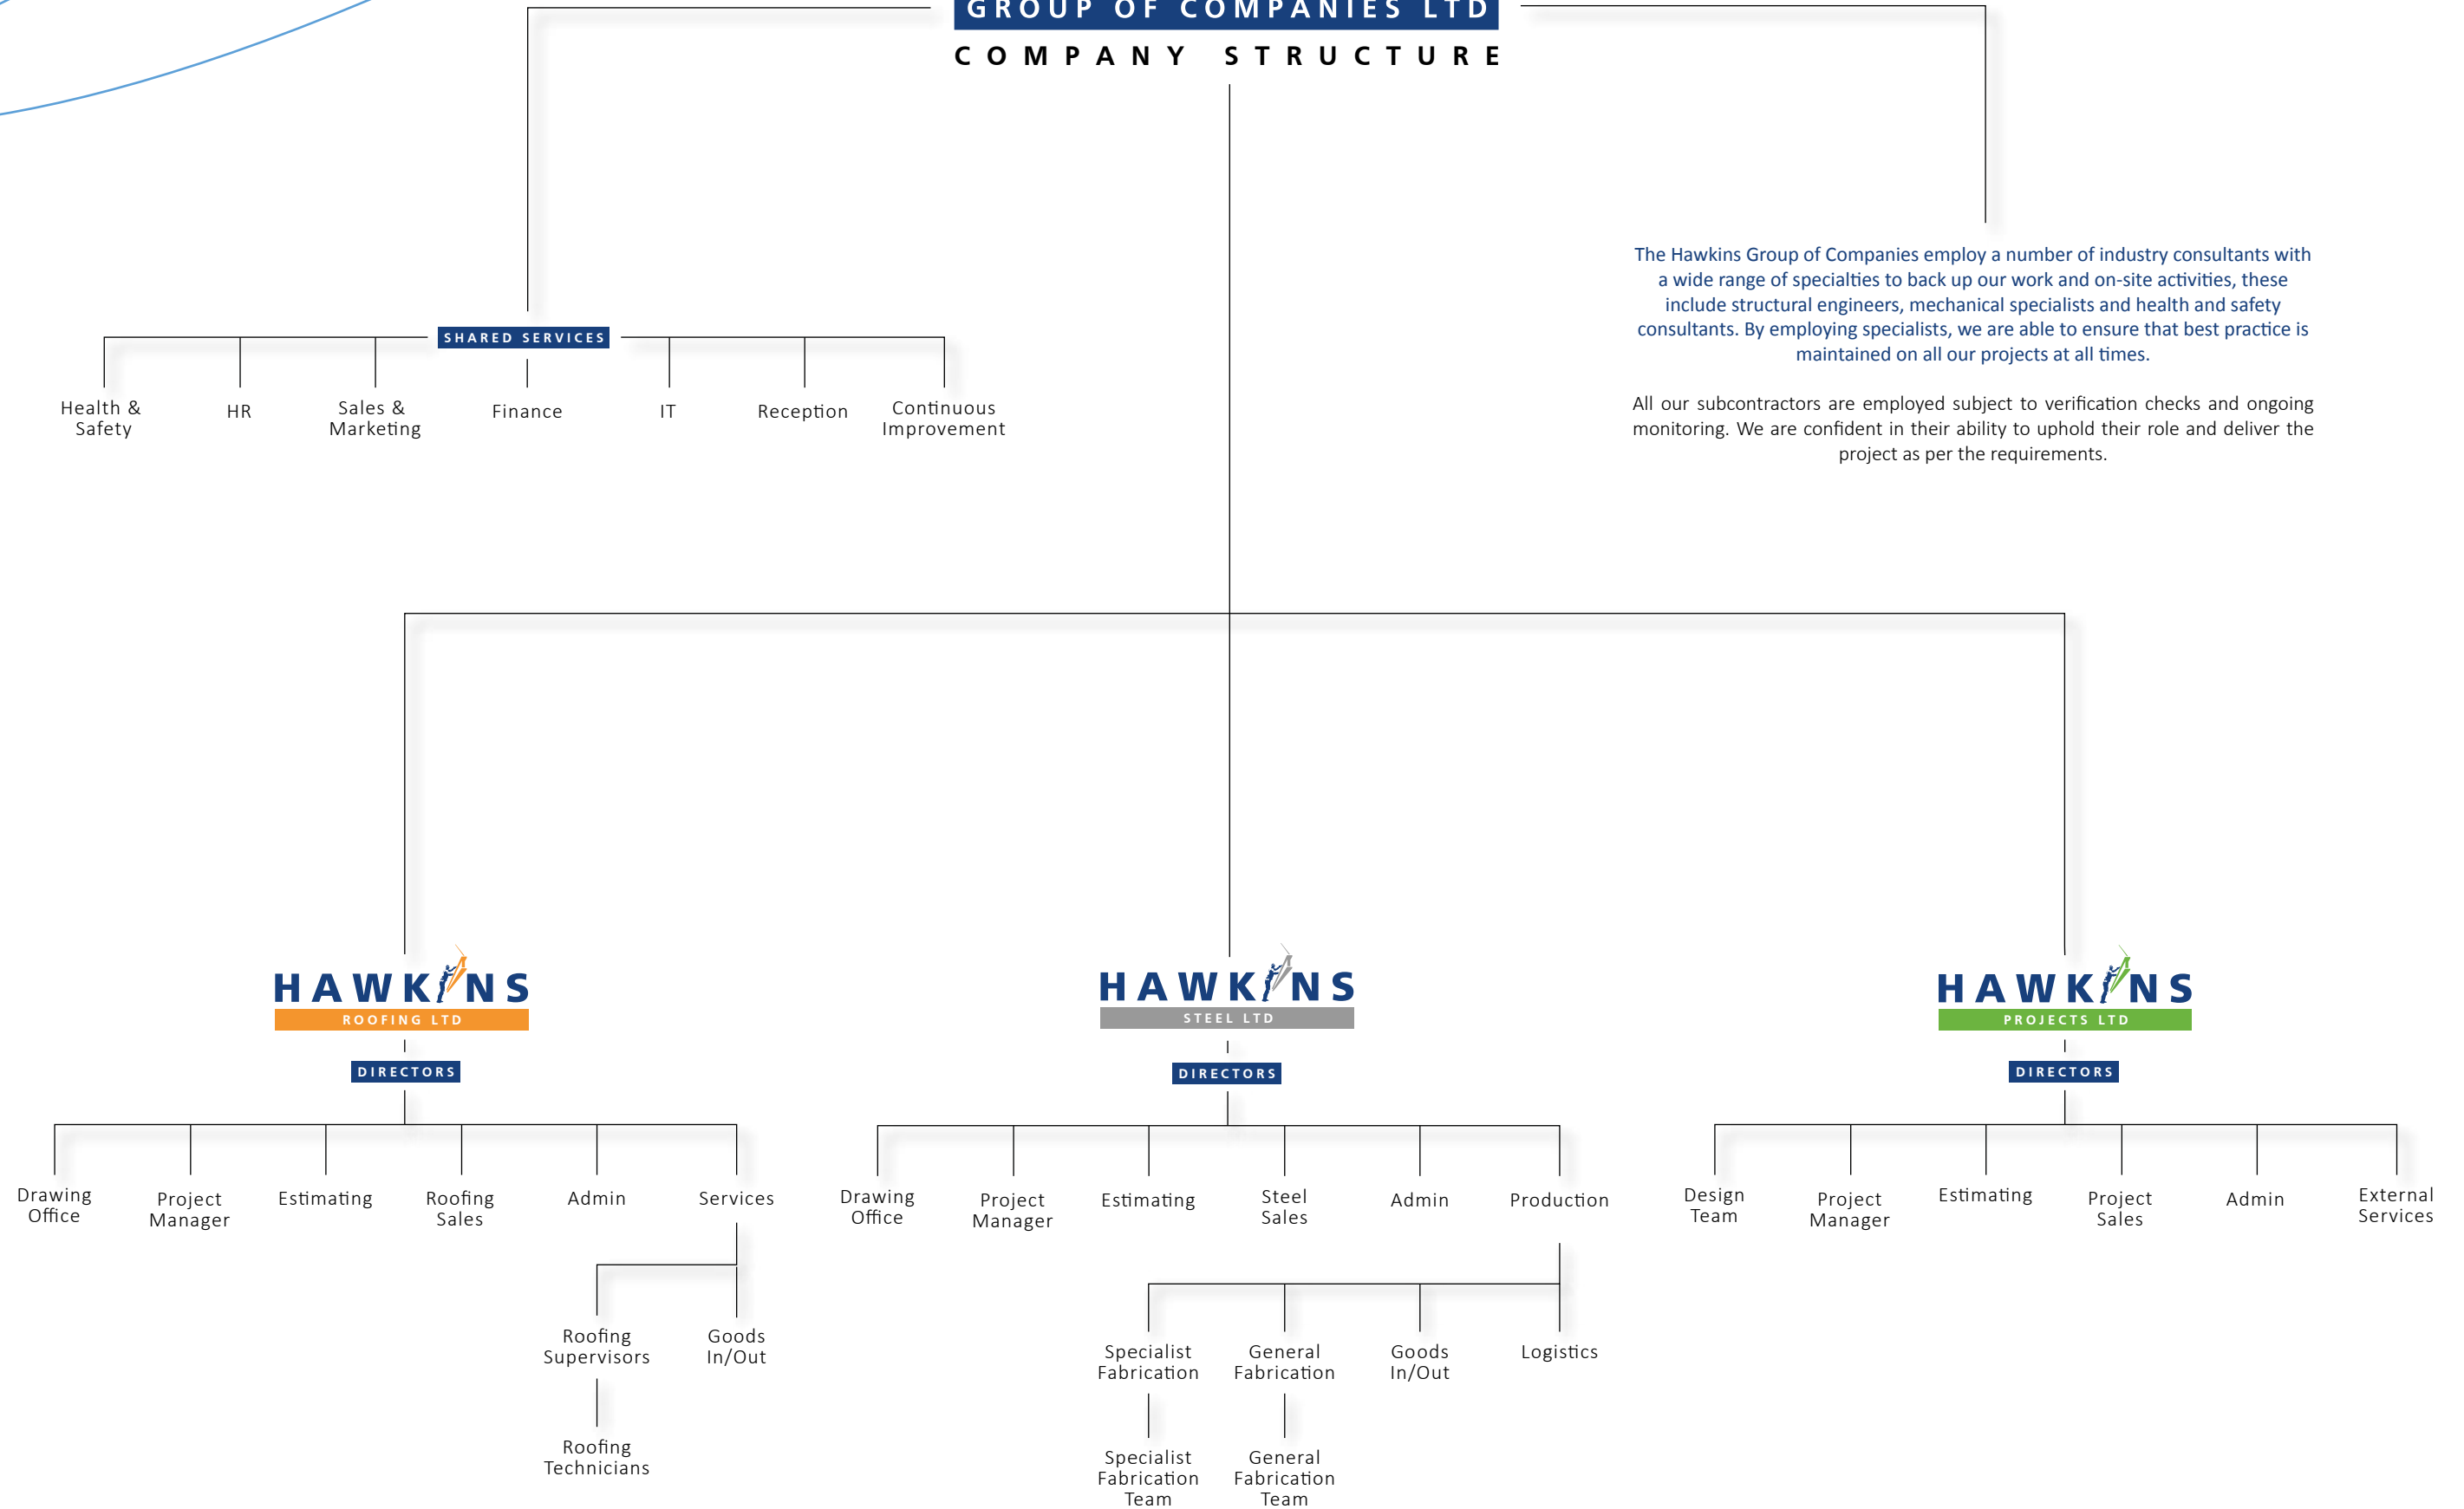 GROUP OF COMPANIES LTD
COMPANY STRUCTURE
The Hawkins Group of Companies employ a number of industry consultants with
a wide range of specialties to back up our work and on-site activities, these
include structural engineers, mechanical specialists and health and safety
consultants. By employing specialists, we are able to ensure that best practice is
maintained on all our projects at all times.
All our subcontractors are employed subject to verification checks and ongoing
monitoring. We are confident in their ability to uphold their role and deliver the
project as per the requirements.
SHARED SERVICES
Health &
Safety
HR
Sales &
Marketing
Finance
IT
Reception
Continuous
Improvement
HAWKINS
ROOFING LTD
DIRECTORS
Drawing
Office
Project
Manager
Estimating
Roofing
Sales
Admin
Services
Roofing
Supervisors
Goods
In/Out
Roofing
Technicians
HAWKINS
STEEL LTD
DIRECTORS
Drawing
Office
Project
Manager
Estimating
Steel
Sales
Admin
Production
Specialist
Fabrication
General
Fabrication
Goods
In/Out
Logistics
Specialist
Fabrication
Team
General
Fabrication
Team
HAWKINS
PROJECTS LTD
DIRECTORS
Design
Team
Project
Manager
Estimating
Project
Sales
Admin
External
Services